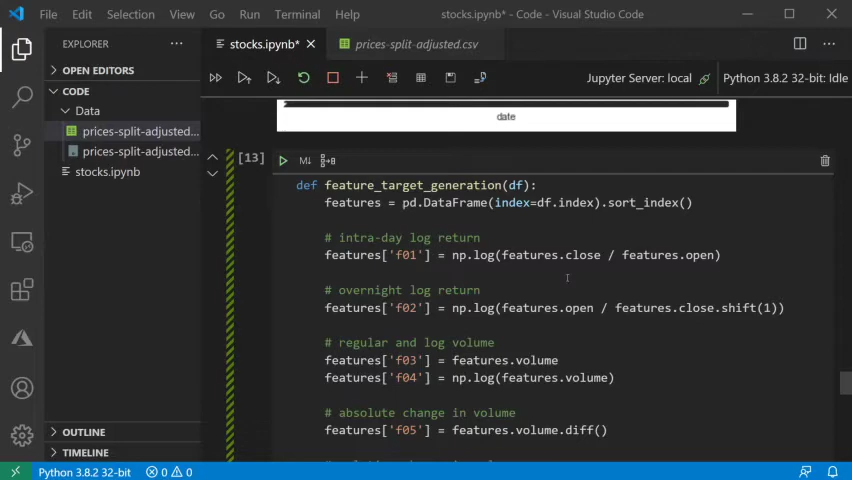 File Edit Selection View Go Run Terminal Help stocks.ipynb* - Code - Visual Studio Code
EXPLORER
stocks.ipynb*
prices-split-adjusted.csv
OPEN EDITORS
CODE
Data
prices-split-adjusted...
prices-split-adjusted...
stocks.ipynb
OUTLINE
TIMELINE
Jupyter Server: local Python 3.8.2 32-bit: Idle
date
[13]
M↓
def feature_target_generation(df):
features = pd.DataFrame(index=df.index).sort_index()
# intra-day log return
features['f01'] = np.log(features.close / features.open)
# overnight log return
features['f02'] = np.log(features.open / features.close.shift(1))
# regular and log volume
features['f03'] = features.volume
features['f04'] = np.log(features.volume)
# absolute change in volume
features['f05'] = features.volume.diff()
Python 3.8.2 32-bit 0 0